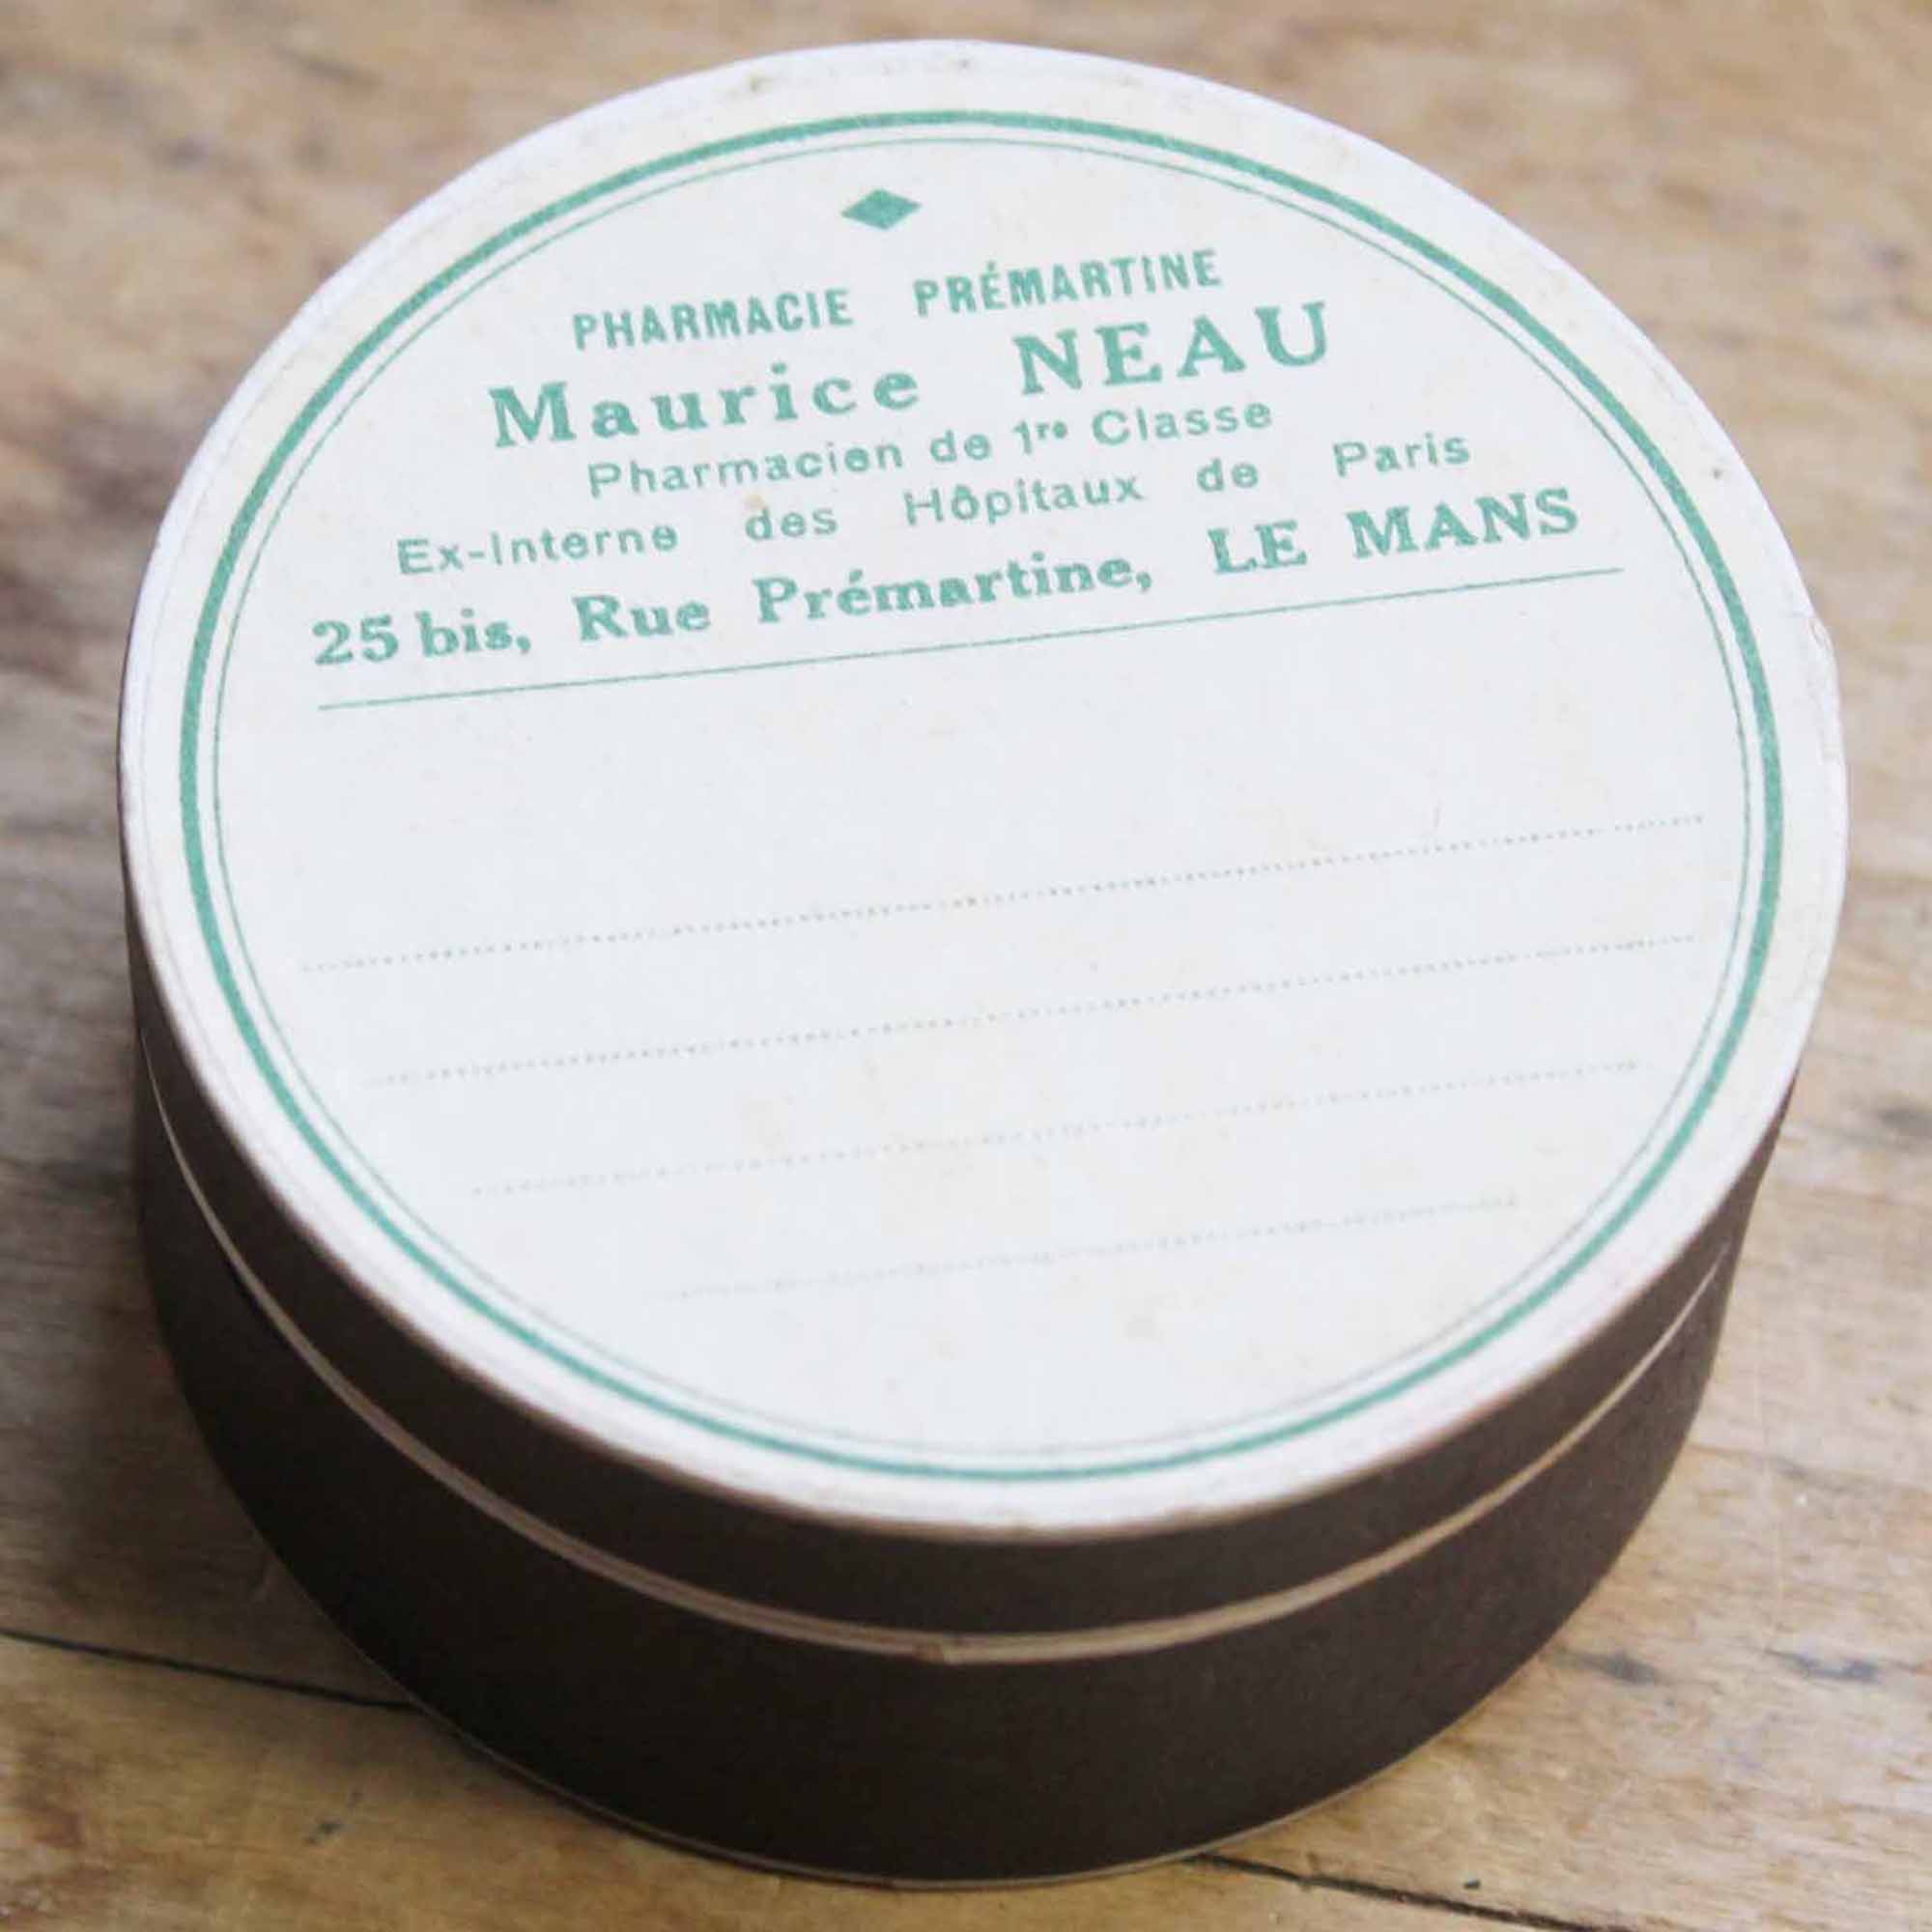 PHARMACIE PRÉMARTINE
Maurice NEAU
Pharmacien de 1re Classe
Ex-Interne des Hôpitaux de Paris
25 bis, Rue Prémartine, LE MANS